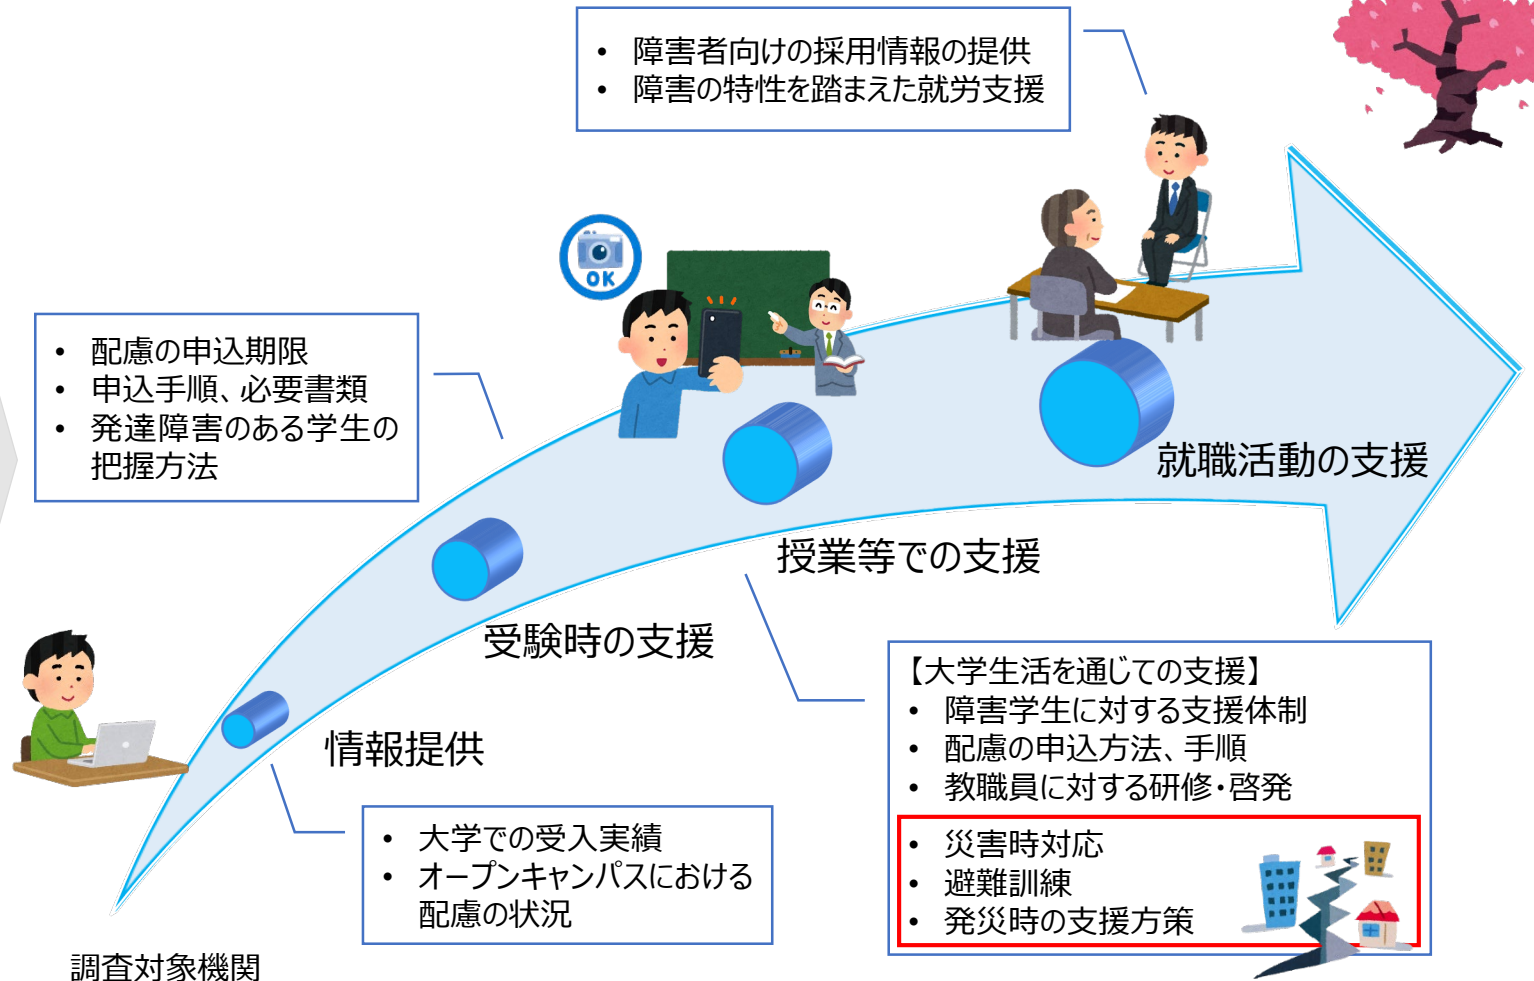 • 障害者向けの採用情報の提供
• 障害の特性を踏まえた就労支援
OK
• 配慮の申込期限
• 申込手順、必要書類
• 発達障害のある学生の
把握方法
就職活動の支援
授業等での支援
受験時の支援
情報提供
【大学生活を通じての支援】
• 障害学生に対する支援体制
• 配慮の申込方法、手順
• 教職員に対する研修・啓発
• 災害時対応
• 避難訓練
• 発災時の支援方策
• 大学での受入実績
• オープンキャンパスにおける
配慮の状況
調査対象機関